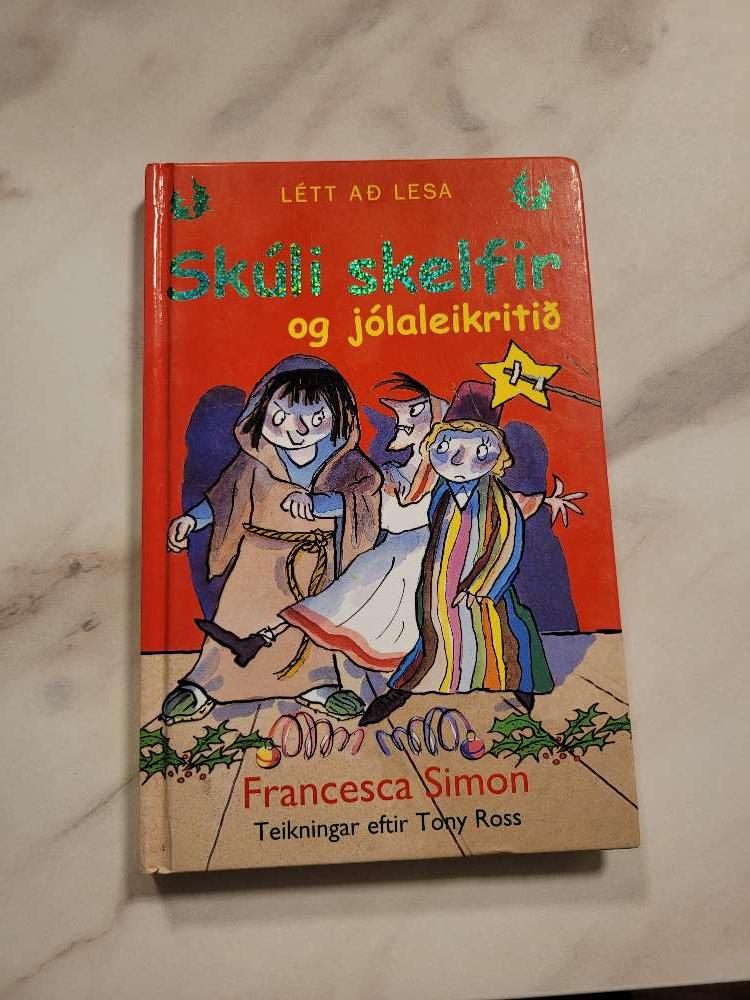 LÉTT AÐ LESA
Skúli skelfir
og jólaleikritið
Francesca Simon
Teikningar eftir Tony Ross